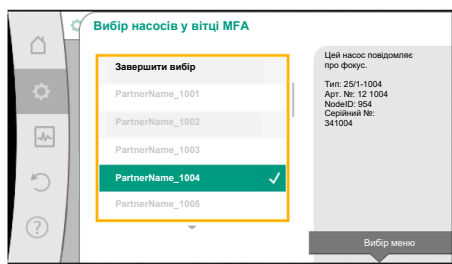 Вибір насосів у вітці MFA
Завершити вибір
PartnerName_1001
PartnerName_1002
PartnerName_1003
PartnerName_1004
PartnerName_1005
Цей насос повідомляє
про фокус.
Тип: 25/1-1004
Арт. №: 12 1004
NodeID: 954
Серійний №:
341004
Вибір меню